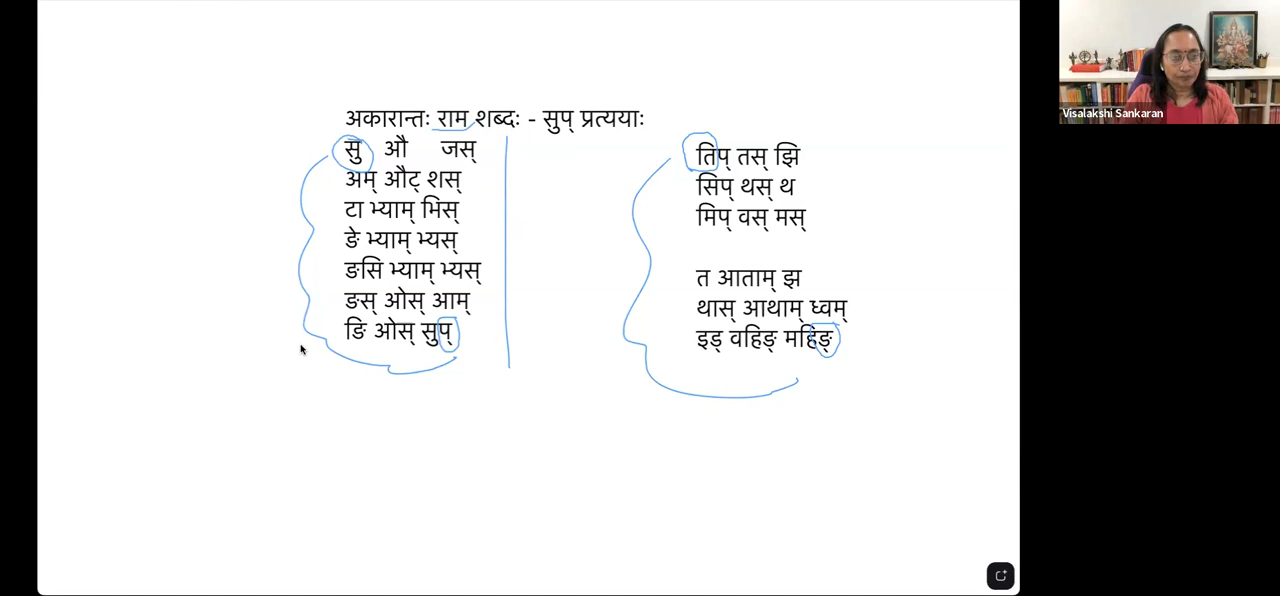 अकारान्तः राम शब्दः - सुप् प्रत्ययाः
सु औ जस्
अम् औट् शस्
टा भ्याम् भिस्
ङे भ्याम् भ्यस्
ङसि भ्याम् भ्यस्
ङस् ओस् आम्
ङि ओस् सुप्
तिप् तस् झि
सिप् थस् थ
मिप् वस् मस्
त आताम् झ
थास् आथाम् ध्वम्
इड् वहिङ् महिङ्
Visalakshi Sankaran